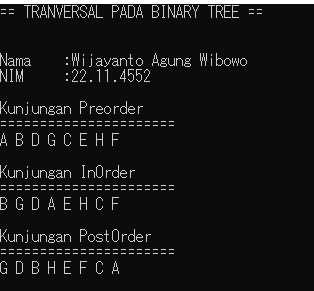 == TRANVERSAL PADA BINARY TREE ==
Nama    :Wijayanto Agung Wibowo
NIM     :22.11.4552
Kunjungan Preorder
======================
A B D G C E H F
Kunjungan InOrder
======================
B G D A E H C F
Kunjungan PostOrder
======================
G D B H E F C A